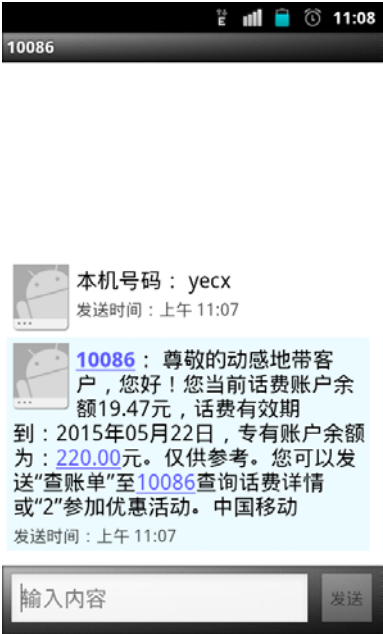 E 11:08
10086
本机号码： yecx
发送时间：上午 11:07
10086： 尊敬的动感地带客
户，您好！您当前话费账户余
额19.47元，话费有效期
到：2015年05月22日，专有账户余额
为：220.00元。仅供参考。您可以发
送“查账单”至10086查询话费详情
或“2”参加优惠活动。中国移动
发送时间：上午 11:07
输入内容 发送